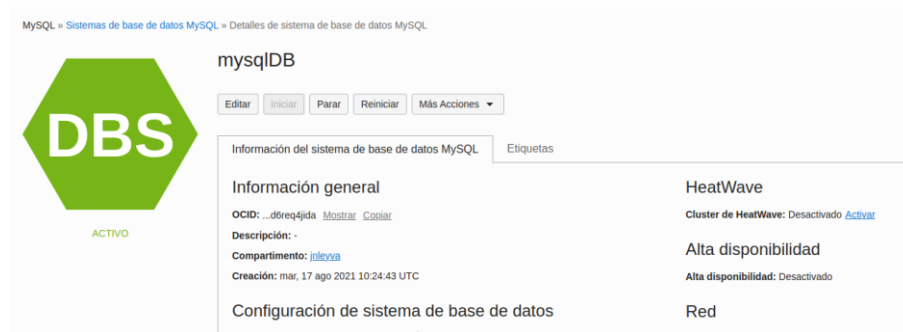 MySQL » Sistemas de base de datos MySQL » Detalles de sistema de base de datos MySQL
DBS
ACTIVO
mysqlDB
Editar Iniciar Parar Reiniciar Más Acciones
Información del sistema de base de datos MySQL Etiquetas
Información general
OCID: ...d6req4jida Mostrar Copiar
Descripción: -
Compartimento: jnleyva
Creación: mar, 17 ago 2021 10:24:43 UTC
Configuración de sistema de base de datos
HeatWave
Cluster de HeatWave: Desactivado Activar
Alta disponibilidad
Alta disponibilidad: Desactivado
Red